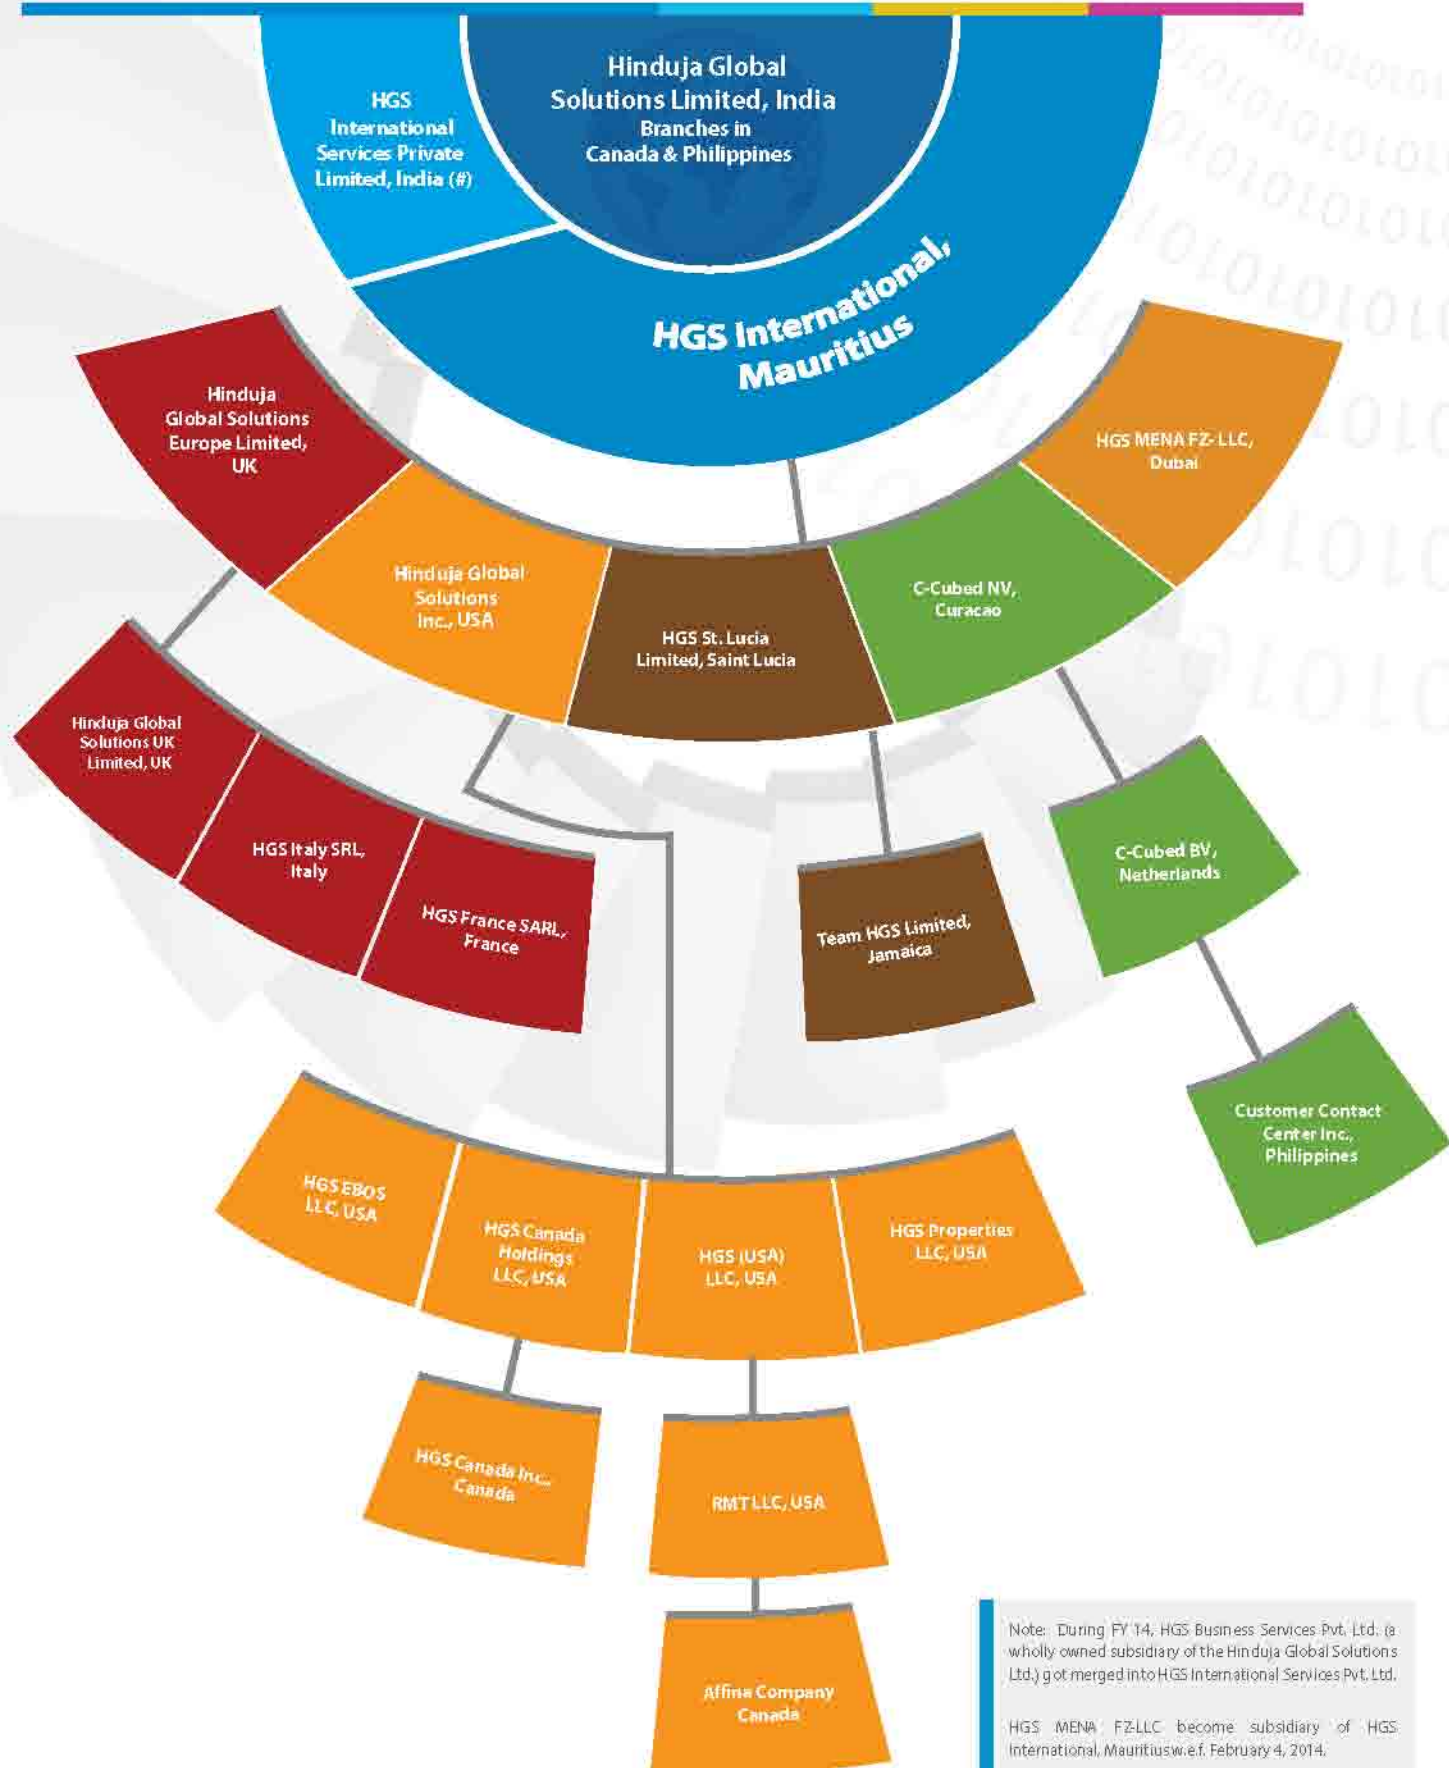 Hinduja Global
Solutions Limited, India
Branches in
Canada & Philippines
HGS
International
Services Private
Limited, India (#)
HGS International,
Mauritius
Hinduja
Global Solutions
Europe Limited,
UK
Hinduja Global
Solutions
Inc., USA
HGS St. Lucia
Limited, Saint Lucia
C-Cubed NV,
Curacao
HGS MENA FZ- LLC,
Dubai
Hinduja Global
Solutions UK
Limited, UK
HGS Italy SRL,
Italy
HGS France SARL,
France
Team HGS Limited,
Jamaica
C-Cubed BV,
Netherlands
Customer Contact
Center Inc.,
Philippines
HGS EBOS
LLC, USA
HGS Canada
Holdings
LLC, USA
HGS (USA)
LLC, USA
HGS Properties
LLC, USA
HGS Canada Inc.,
Canada
RMT LLC, USA
Affina Company
Canada
Note: During FY 14, HGS Business Services Pvt. Ltd. (a
wholly owned subsidiary of the Hinduja Global Solutions
Ltd.) got merged into HGS International Services Pvt. Ltd.
HGS MENA FZ-LLC become subsidiary of HGS
International, Mauritius w.e.f. February 4, 2014.